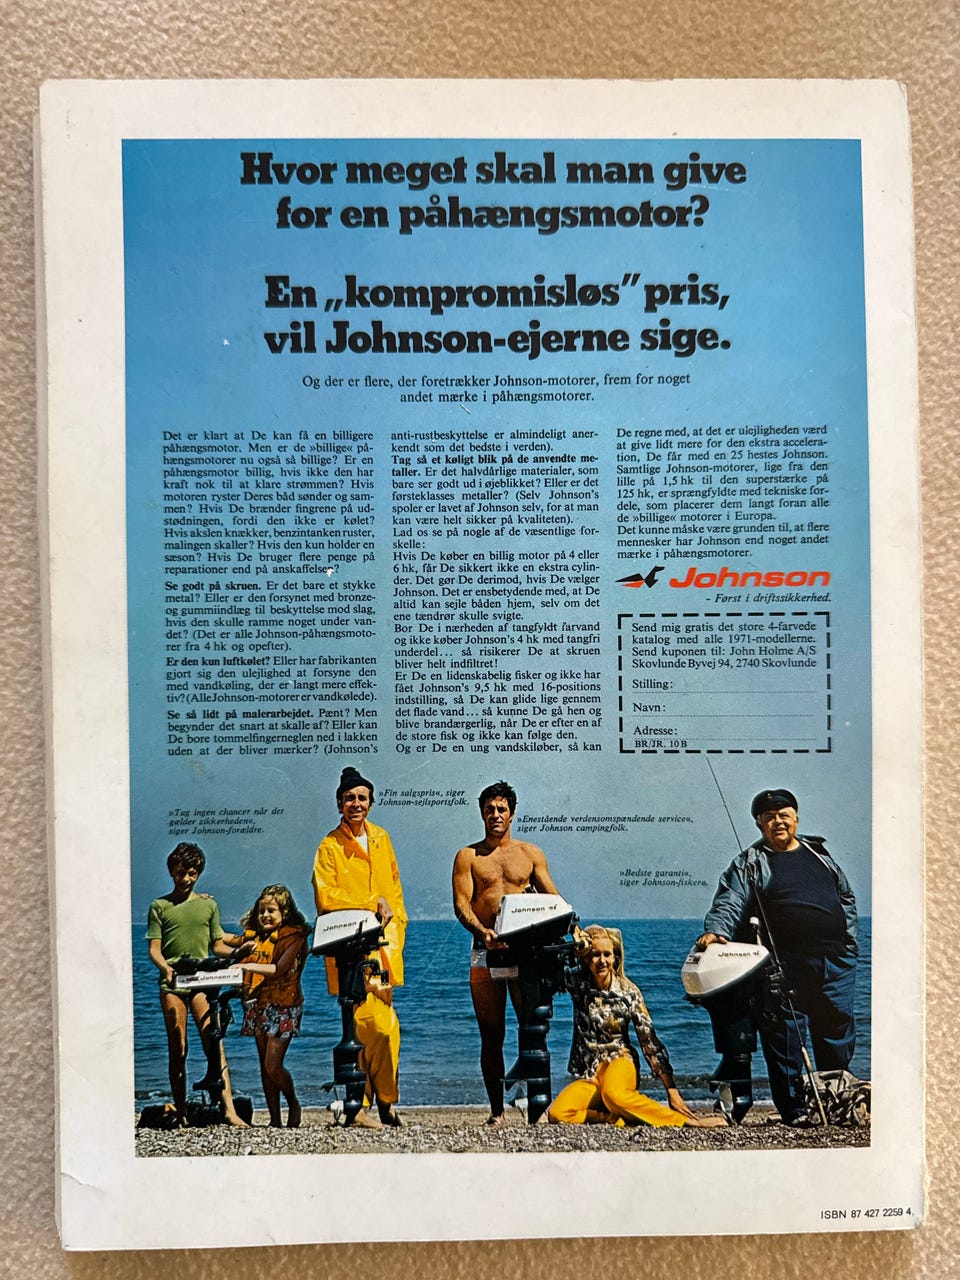 Hvor meget skal man give
for en påhængsmotor?
En „kompromisløs” pris,
vil Johnson-ejerne sige.
Og der er flere, der foretrækker Johnson-motorer, frem for noget
andet mærke i påhængsmotorer.
Det er klart at De kan få en billigere
påhængsmotor. Men er de »billige« på-
hængsmotorer nu også så billige? Er en
påhængsmotor billig, hvis ikke den har
kraft nok til at klare strømmen? Hvis
motoren ryster Deres båd sønder og sam-
men? Hvis De brænder fingrene på ud-
stødningen, fordi den ikke er kølet?
Hvis akslen knækker, benzintanken ruster,
malingen skaller? Hvis den kun holder en
sæson? Hvis De bruger flere penge på
reparationer end på anskaffelsen?
Se godt på skruen. Er det bare et stykke
metal? Eller er den forsynet med bronze-
og gummiindlæg til beskyttelse mod slag,
hvis den skulle ramme noget under van-
det? (Det er alle Johnson-påhængsmoto-
rer fra 4 hk og opefter).
Er den kun luftkølet? Eller har fabrikanten
gjort sig den ulejlighed at forsyne den
med vandkøling, der er langt mere effek-
tiv? (Alle Johnson-motorer er vandkølede).
Se så lidt på malerarbejdet. Pænt? Men
begynder det snart at skalle af? Eller kan
De bore tommelfingerneglen ned i lakken
uden at der bliver mærker? (Johnson's
anti-rustbeskyttelse er almindeligt aner-
kendt som det bedste i verden).
Tag så et køligt blik på de anvendte me-
taller. Er det halvdårlige materialer, som
bare ser godt ud i øjeblikket? Eller er det
førsteklasses metaller? (Selv Johnson's
spoler er lavet af Johnson selv, for at man
kan være helt sikker på kvaliteten).
Lad os se på nogle af de væsentlige for-
skelle:
Hvis De køber en billig motor på 4 eller
6 hk, får De sikkert ikke en ekstra cylin-
der. Det gør De derimod, hvis De vælger
Johnson. Det er ensbetydende med, at De
altid kan sejle båden hjem, selv om det
ene tændrør skulle svigte.
Bor De i nærheden af tangfyldt farvand
og ikke køber Johnson's 4 hk med tangfri
underdel... så risikerer De at skruen
bliver helt indfiltret!
Er De en lidenskabelig fisker og ikke har
fået Johnson's 9,5 hk med 16-positions
indstilling, så De kan glide lige gennem
det flade vand... så kunne De gå hen og
blive brandærgerlig, når De er efter en af
de store fisk og ikke kan følge den.
Og er De en ung vandskiløber, så kan
De regne med, at det er ulejligheden værd
at give lidt mere for den ekstra accelera-
tion, De får med en 25 hestes Johnson.
Samtlige Johnson-motorer, lige fra den
lille på 1,5 hk til den superstærke på
125 hk, er sprængfyldte med tekniske for-
dele, som placerer dem langt foran alle
de »billige« motorer i Europa.
Det kunne måske være grunden til, at flere
mennesker har Johnson end noget andet
mærke i påhængsmotorer.
Johnson
- Først i driftssikkerhed.
Send mig gratis det store 4-farvede
katalog med alle 1971-modellerne.
Send kuponen til: John Holme A/S
Skovlunde Byvej 94, 2740 Skovlunde
Stilling:
Navn:
Adresse:
BR/JR. 10 B
»Tag ingen chancer når det
gælder sikkerheden«,
siger Johnson-forældre.
»Fin salgspris«, siger
Johnson-sejlsportsfolk.
»Enestående verdensomspændende service«,
siger Johnson campingfolk.
»Bedste garanti«,
siger Johnson-fiskere.
Johnson
Johnson
Johnson
Johnson
ISBN 87 427 2259 4.